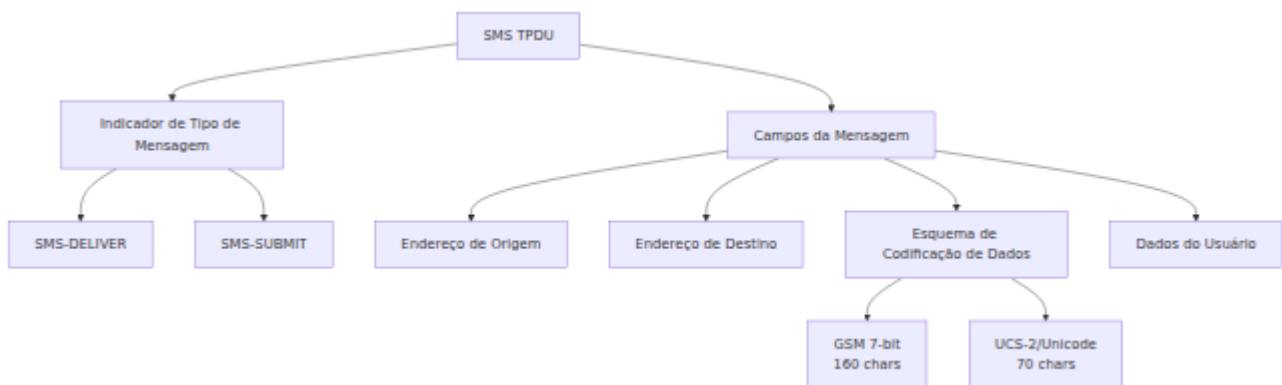 SMS TPDU
Indicador de Tipo de
Mensagem
Campos da Mensagem
SMS-DELIVER
SMS-SUBMIT
Endereço de Origem
Endereço de Destino
Esquema de
Codificação de Dados
Dados do Usuário
GSM 7-bit
160 chars
UCS-2/Unicode
70 chars